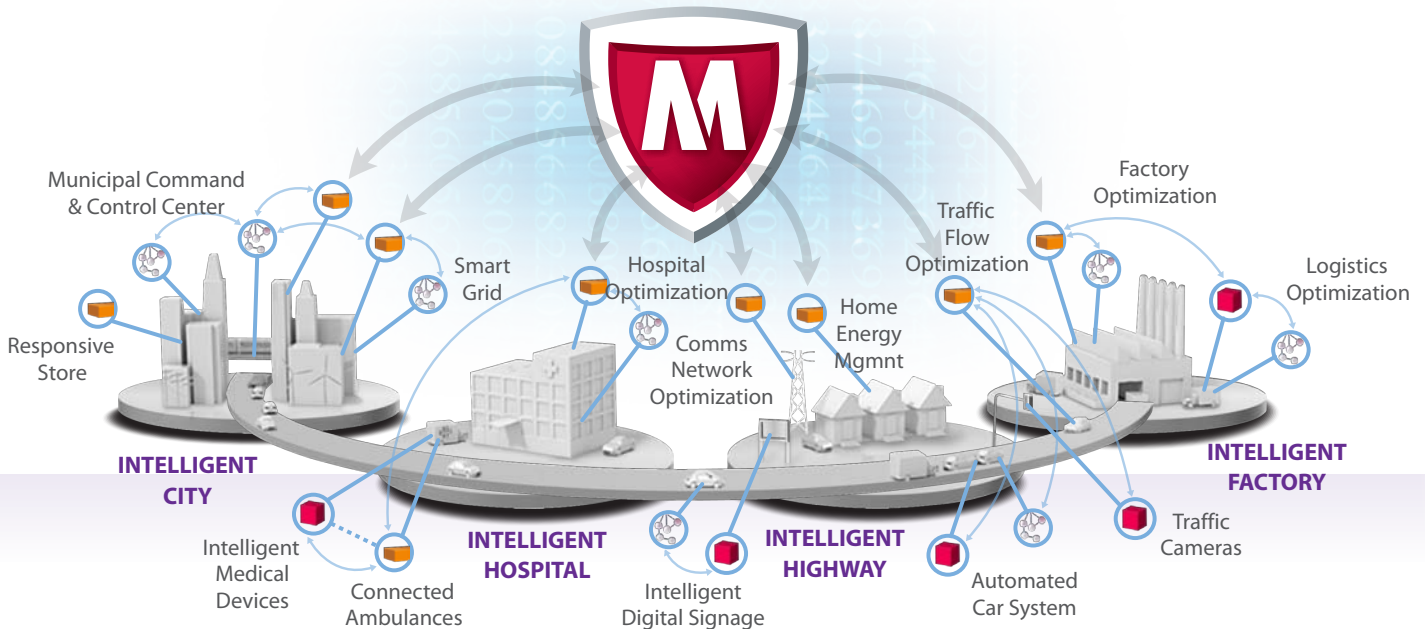 M
Municipal Command
& Control Center
Responsive
Store
Smart
Grid
Hospital
Optimization
Comms
Network
Optimization
Home
Energy
Mgmnt
Traffic
Flow
Optimization
Factory
Optimization
Logistics
Optimization
INTELLIGENT
CITY
INTELLIGENT
HOSPITAL
INTELLIGENT
HIGHWAY
INTELLIGENT
FACTORY
Intelligent
Medical
Devices
Connected
Ambulances
Intelligent
Digital Signage
Automated
Car System
Traffic
Cameras